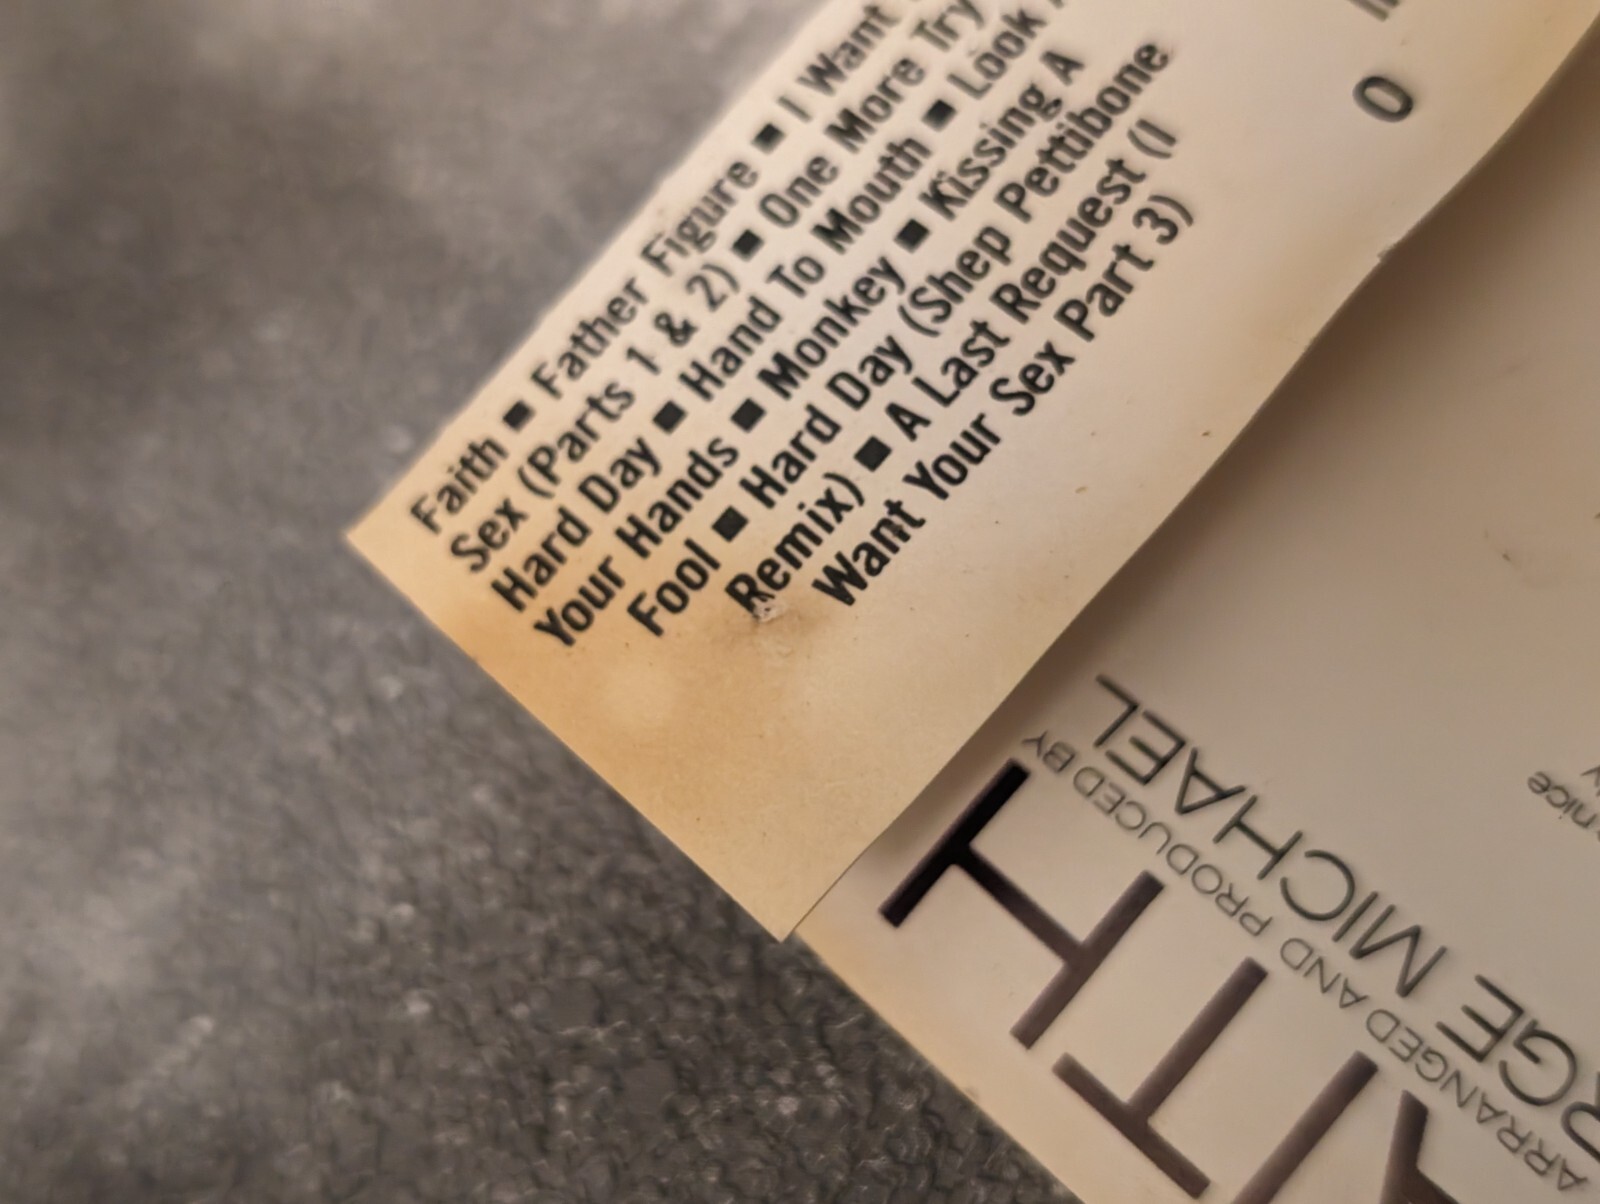 Faith ■ Father Figure ■ I Want
Sex (Parts 1 & 2) ■ One More Try
Hard Day ■ Hand To Mouth ■ Look
Your Hands ■ Monkey ■ Kissing A
Fool ■ Hard Day (Shep Pettibone
Remix) ■ A Last Request (I
Want Your Sex Part 3)
0
ARRANGED AND PRODUCED BY
RGE MICHAEL
ITH